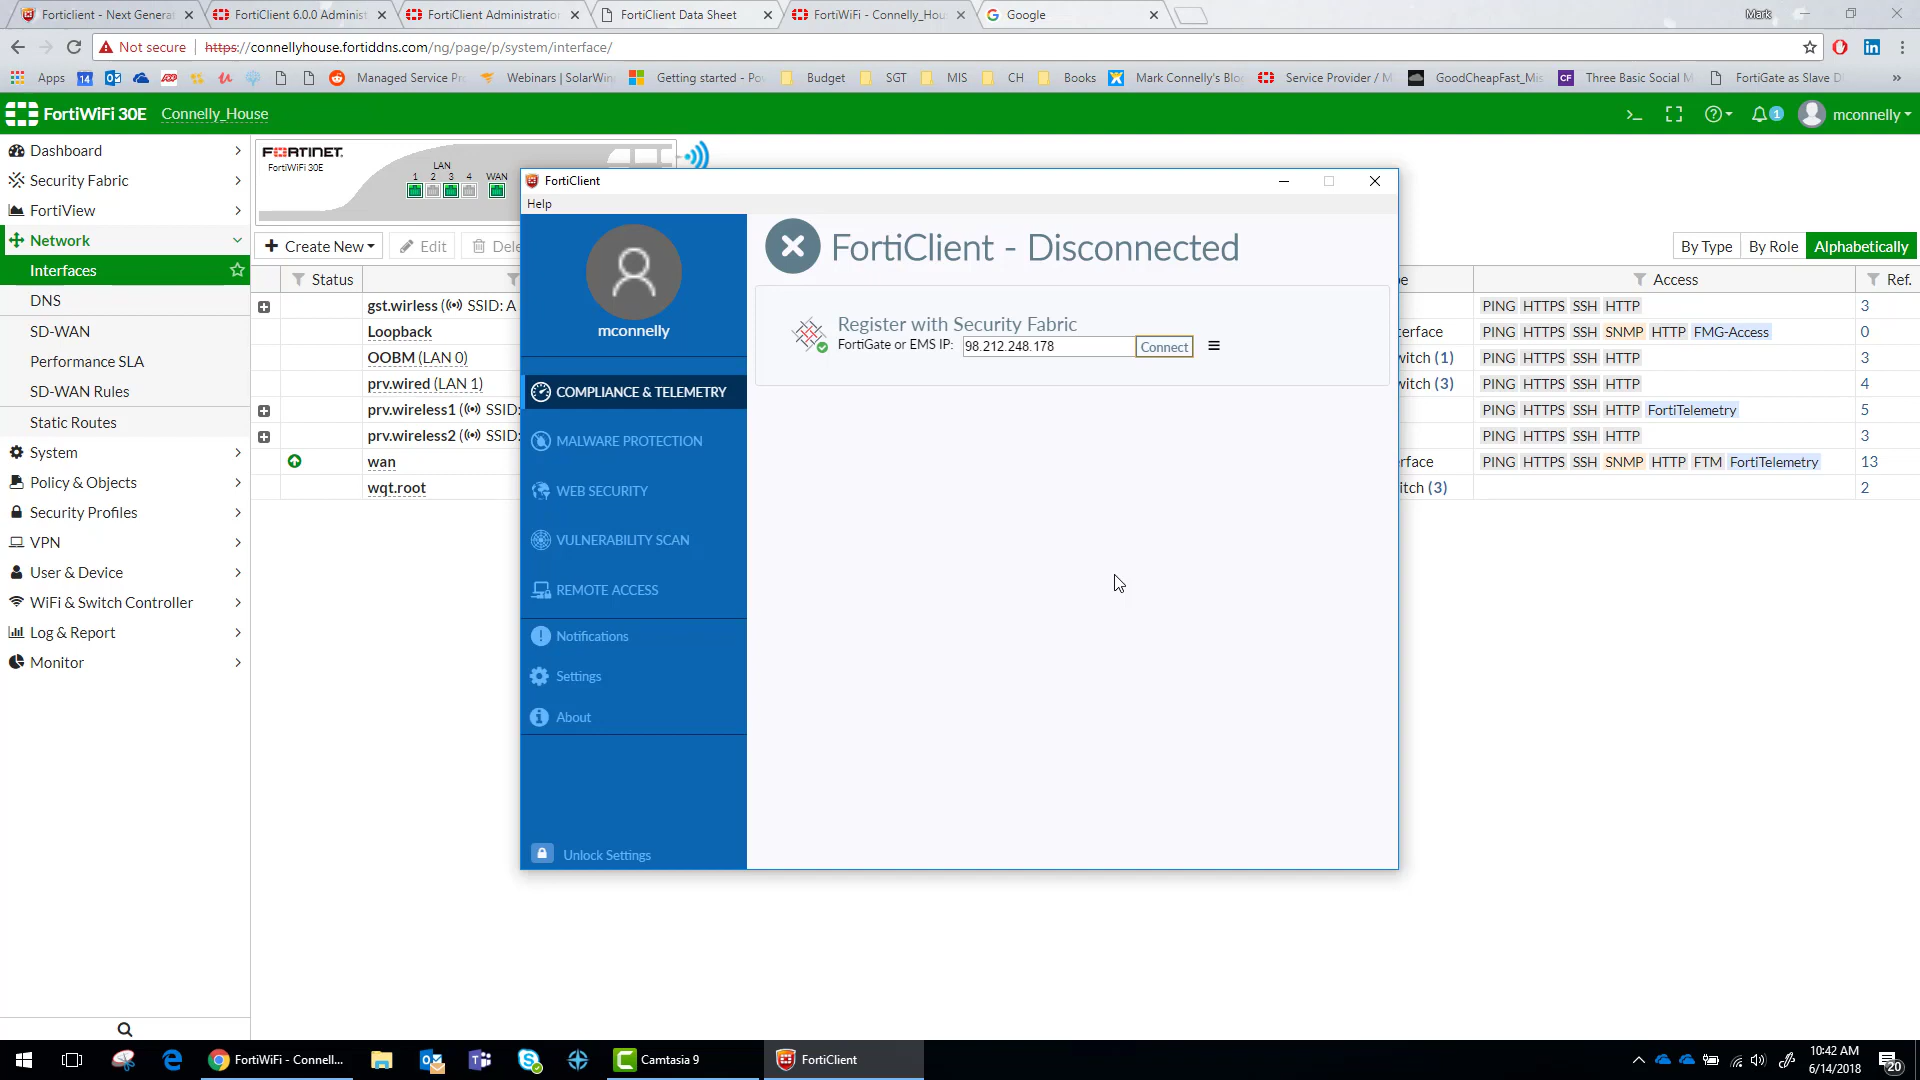 Forticlient - Next Genera
FortiClient 6.0.0 Administ
FortiClient Administratio
FortiClient Data Sheet
FortiWiFi - Connelly_Hou
Google
Mark
Not secure
https://connellyhouse.fortiddns.com/ng/page/p/system/interface/
Apps
14
Managed Service Pr
Webinars | SolarWin
Getting started - Po
Budget
SGT
MIS
CH
Books
Mark Connelly's Blo
Service Provider / M
GoodCheapFast_Mis
CF
Three Basic Social M
FortiGate as Slave D
»
FortiWiFi 30E
Connelly_House
1
mconnelly
Dashboard
Security Fabric
FortiView
Network
Interfaces
DNS
SD-WAN
Performance SLA
SD-WAN Rules
Static Routes
System
Policy & Objects
Security Profiles
VPN
User & Device
WiFi & Switch Controller
Log & Report
Monitor
FORTINET.
FortiWiFi 30E
LAN
1 2 3 4 WAN
Create New
Edit
Dele
By Type
By Role
Alphabetically
Status
pe
Access
Ref.
gst.wirless (SSID: A
PING HTTPS SSH HTTP
3
Loopback
terface
PING HTTPS SSH SNMP HTTP FMG-Access
0
OOBM (LAN 0)
witch (1)
PING HTTPS SSH HTTP
3
prv.wired (LAN 1)
witch (3)
PING HTTPS SSH HTTP
4
prv.wireless1 (SSID:
PING HTTPS SSH HTTP FortiTelemetry
5
prv.wireless2 (SSID:
PING HTTPS SSH HTTP
3
wan
rface
PING HTTPS SSH SNMP HTTP FTM FortiTelemetry
13
wqt.root
itch (3)
2
FortiClient
Help
mconnelly
COMPLIANCE & TELEMETRY
MALWARE PROTECTION
WEB SECURITY
VULNERABILITY SCAN
REMOTE ACCESS
Notifications
Settings
About
Unlock Settings
FortiClient - Disconnected
Register with Security Fabric
FortiGate or EMS IP:
98.212.248.178
Connect
FortiWiFi - Connell...
Camtasia 9
FortiClient
10:42 AM
6/14/2018
20